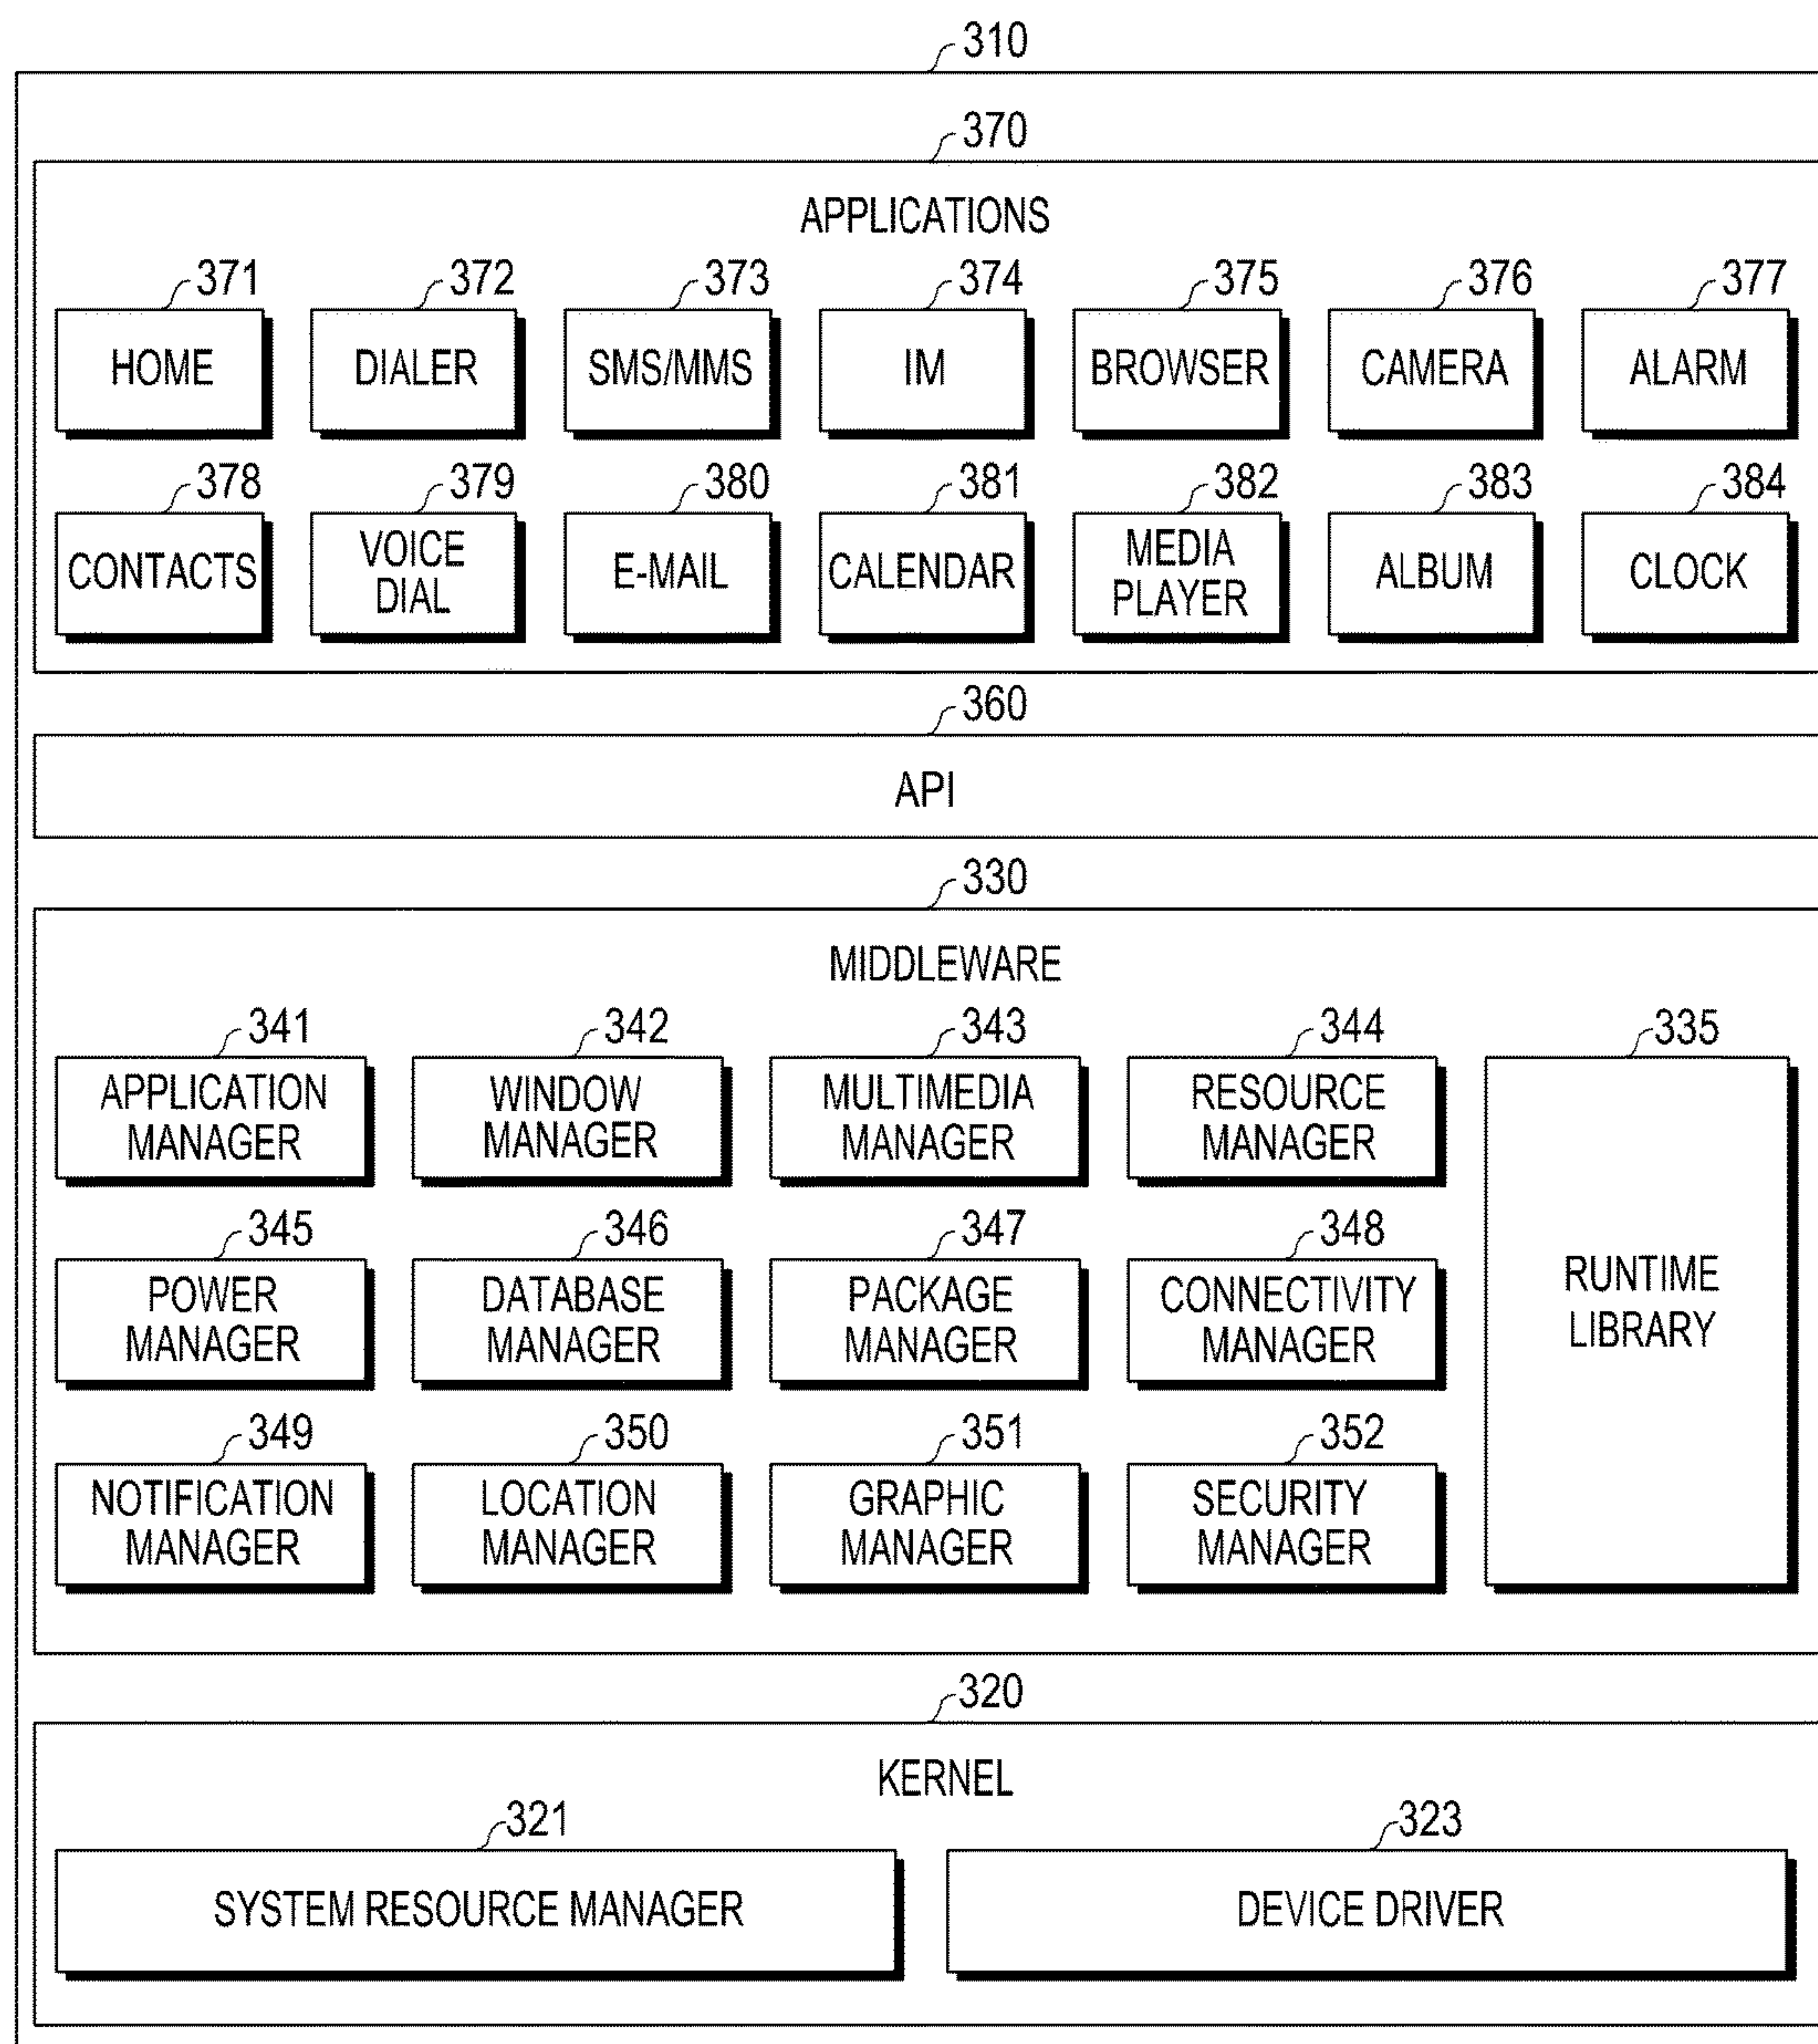 310
370
APPLICATIONS
371 372 373 374 375 376 377
HOME DIALER SMS/MMS IM BROWSER CAMERA ALARM
378 379 380 381 382 383 384
CONTACTS VOICE DIAL E-MAIL CALENDAR MEDIA PLAYER ALBUM CLOCK
360
API
330
MIDDLEWARE
341 342 343 344 335
APPLICATION MANAGER WINDOW MANAGER MULTIMEDIA MANAGER RESOURCE MANAGER
345 346 347 348
POWER MANAGER DATABASE MANAGER PACKAGE MANAGER CONNECTIVITY MANAGER RUNTIME LIBRARY
349 350 351 352
NOTIFICATION MANAGER LOCATION MANAGER GRAPHIC MANAGER SECURITY MANAGER
320
KERNEL
321 323
SYSTEM RESOURCE MANAGER DEVICE DRIVER